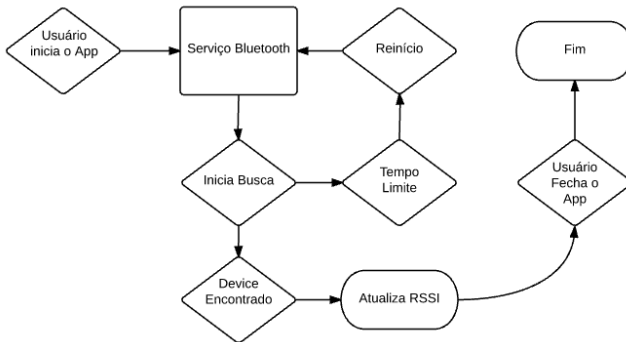 Usuário
inicia o App
Serviço Bluetooth
Reinício
Fim
Inicia Busca
Tempo
Limite
Usuário
Fecha o
App
Device
Encontrado
Atualiza RSSI